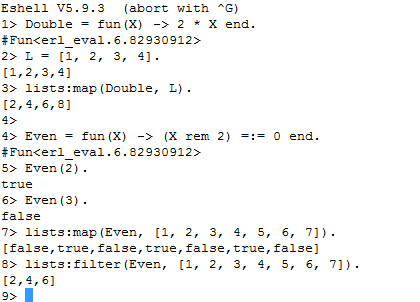 Eshell V5.9.3  (abort with ^G)
1> Double = fun(X) -> 2 * X end.
#Fun<erl_eval.6.82930912>
2> L = [1, 2, 3, 4].
[1,2,3,4]
3> lists:map(Double, L).
[2,4,6,8]
4>
4> Even = fun(X) -> (X rem 2) =:= 0 end.
#Fun<erl_eval.6.82930912>
5> Even(2).
true
6> Even(3).
false
7> lists:map(Even, [1, 2, 3, 4, 5, 6, 7]).
[false,true,false,true,false,true,false]
8> lists:filter(Even, [1, 2, 3, 4, 5, 6, 7]).
[2,4,6]
9>